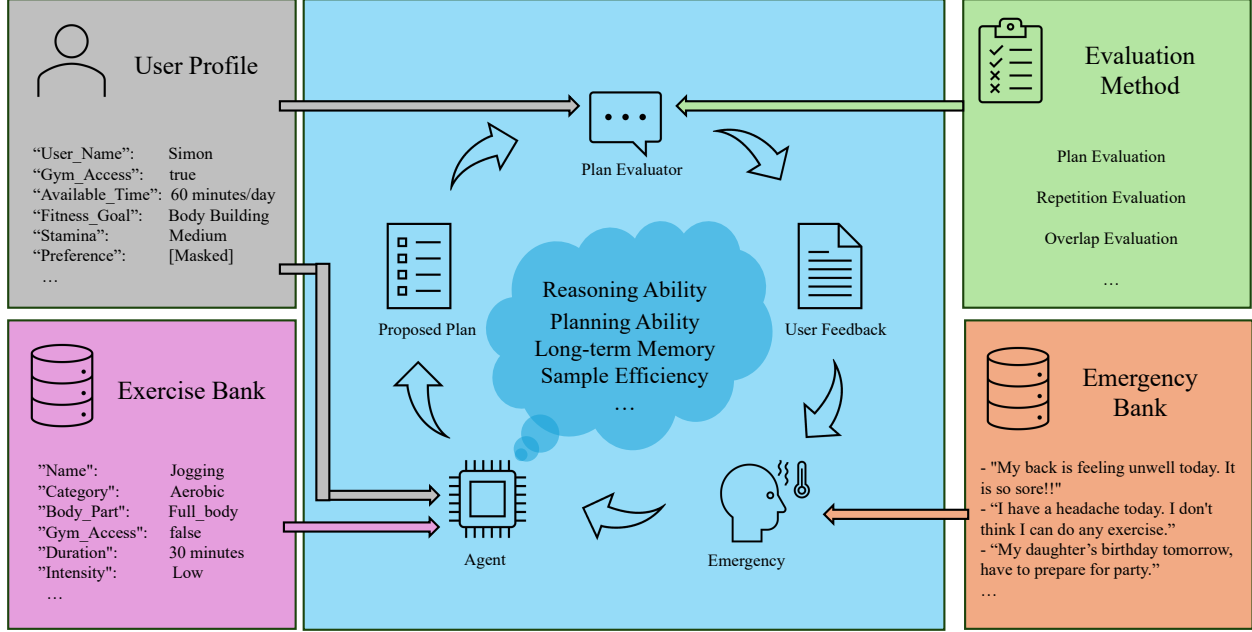 User Profile
“User_Name”: Simon
“Gym_Access”: true
“Available_Time”: 60 minutes/day
“Fitness_Goal”: Body Building
“Stamina”: Medium
“Preference”: [Masked]
…
Exercise Bank
”Name": Jogging
”Category": Aerobic
”Body_Part": Full_body
”Gym_Access": false
”Duration": 30 minutes
”Intensity": Low
…
Plan Evaluator
Proposed Plan
User Feedback
Reasoning Ability
Planning Ability
Long-term Memory
Sample Efficiency
…
Agent
Emergency
Evaluation
Method
Plan Evaluation
Repetition Evaluation
Overlap Evaluation
…
Emergency
Bank
- "My back is feeling unwell today. It
is so sore!!"
- “I have a headache today. I don't
think I can do any exercise.”
- “My daughter’s birthday tomorrow,
have to prepare for party.”
…